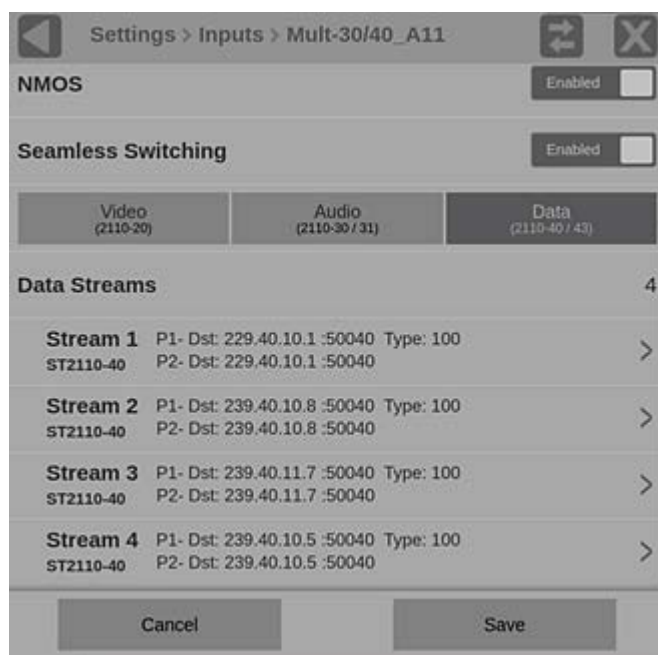 Settings > Inputs > Mult-30/40_A11
NMOS
Enabled
Seamless Switching
Enabled
Video
(2110-20)
Audio
(2110-30 / 31)
Data
(2110-40 / 43)
Data Streams
4
Stream 1 P1- Dst: 229.40.10.1 :50040 Type: 100
ST2110-40 P2- Dst: 229.40.10.1 :50040
>
Stream 2 P1- Dst: 239.40.10.8 :50040 Type: 100
ST2110-40 P2- Dst: 239.40.10.8 :50040
>
Stream 3 P1- Dst: 239.40.11.7 :50040 Type: 100
ST2110-40 P2- Dst: 239.40.11.7 :50040
>
Stream 4 P1- Dst: 239.40.10.5 :50040 Type: 100
ST2110-40 P2- Dst: 239.40.10.5 :50040
>
Cancel
Save